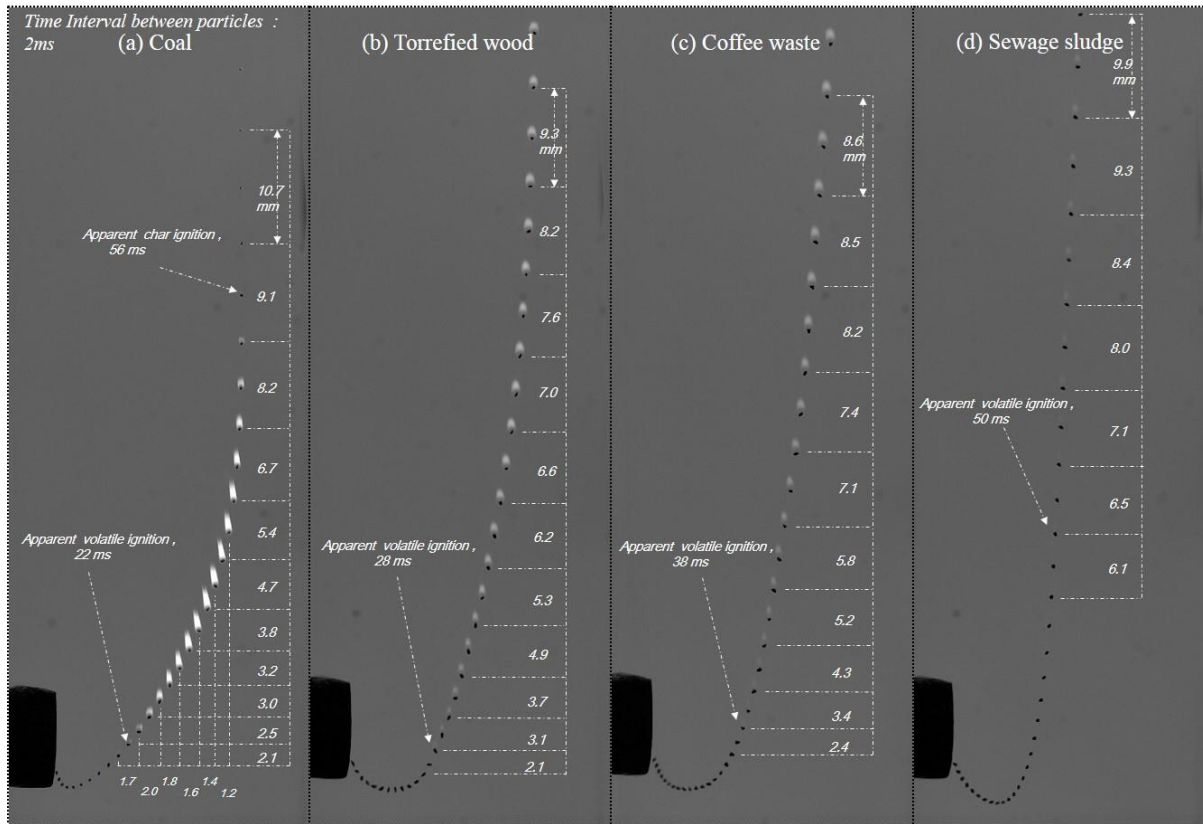 Time Interval between particles :
2ms
(a) Coal
10.7
mm
Apparent char ignition ,
56 ms
9.1
8.2
6.7
5.4
Apparent volatile ignition ,
22 ms
4.7
3.8
3.2
3.0
2.5
2.1
1.7
2.0
1.8
1.6
1.4
1.2
(b) Torrefied wood
9.3
mm
8.2
7.6
7.0
6.6
6.2
Apparent volatile ignition ,
28 ms
5.3
4.9
3.7
3.1
2.1
(c) Coffee waste
8.6
mm
8.5
8.2
7.4
7.1
Apparent volatile ignition ,
38 ms
5.8
5.2
4.3
3.4
2.4
(d) Sewage sludge
9.9
mm
9.3
8.4
8.0
Apparent volatile ignition ,
50 ms
7.1
6.5
6.1